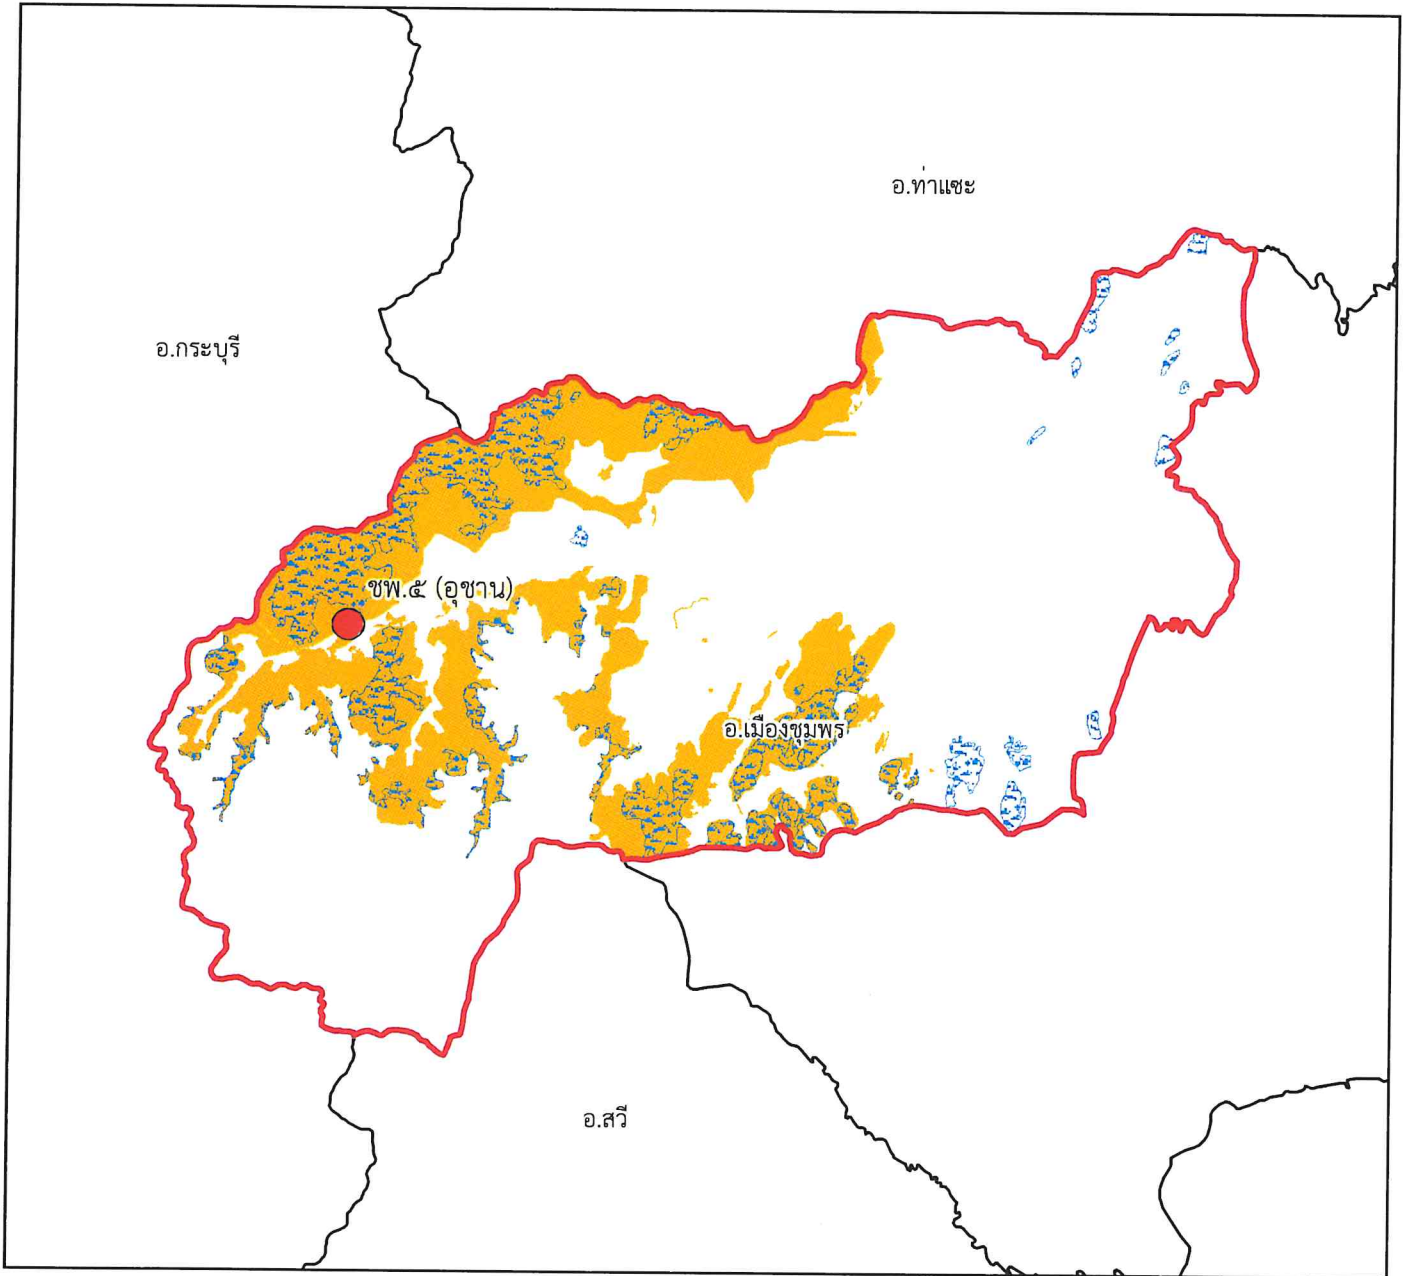 อ.ท่าแซะ
อ.กระบุรี
ชพ.๕ (อุชาน)
อ.เมืองชุมพร
อ.สวี